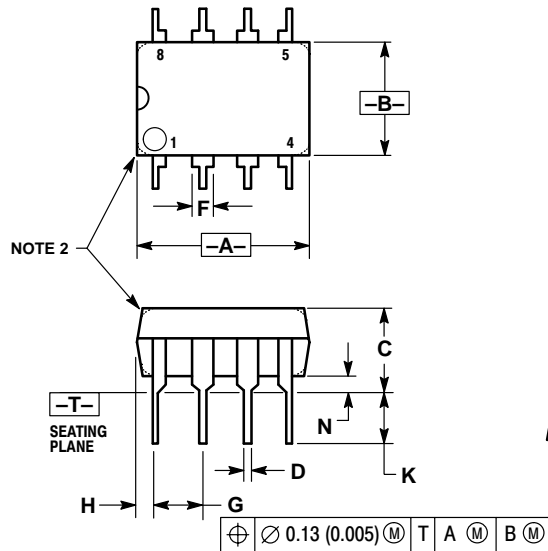 8 5
–B–
1 4
F
NOTE 2
–A–
C
–T–
N
SEATING
PLANE
D
K
H
G
⌖ ∅ 0.13 (0.005) Ⓜ T A Ⓜ B Ⓜ